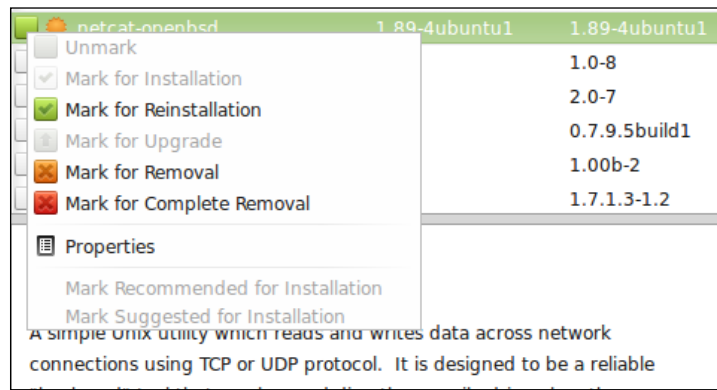 netcat-openbsd 1.89-4ubuntu1 1.89-4ubuntu1
Unmark
1.0-8
Mark for Installation
2.0-7
Mark for Reinstallation
0.7.9.5build1
Mark for Upgrade
1.00b-2
Mark for Removal
1.7.1.3-1.2
Mark for Complete Removal
Properties
Mark Recommended for Installation
Mark Suggested for Installation
A simple Unix utility which reads and writes data across network
connections using TCP or UDP protocol. It is designed to be a reliable